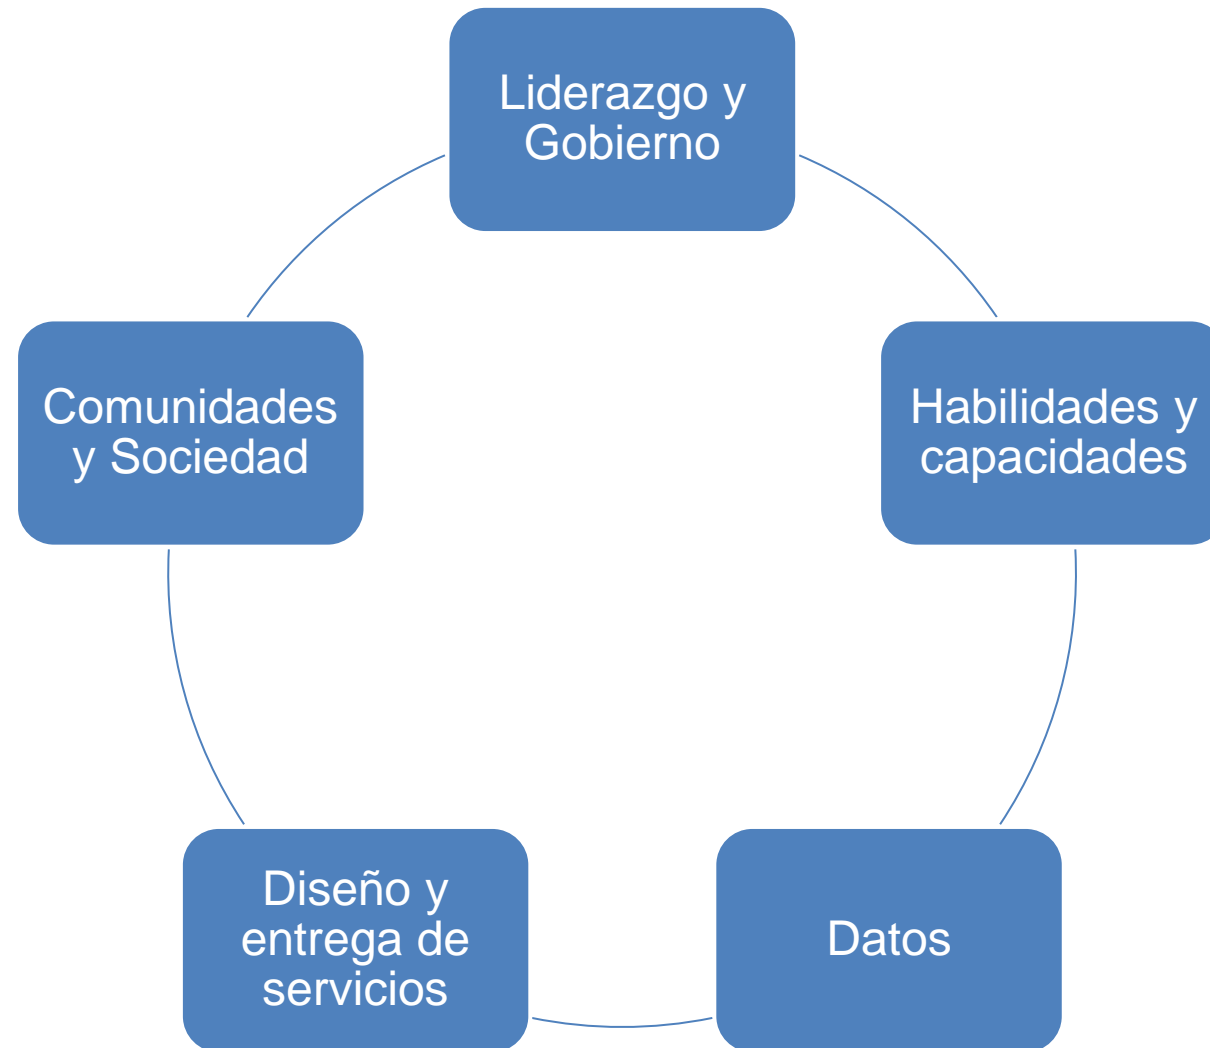 Liderazgo y
Gobierno
Habilidades y
capacidades
Datos
Diseño y
entrega de
servicios
Comunidades
y Sociedad